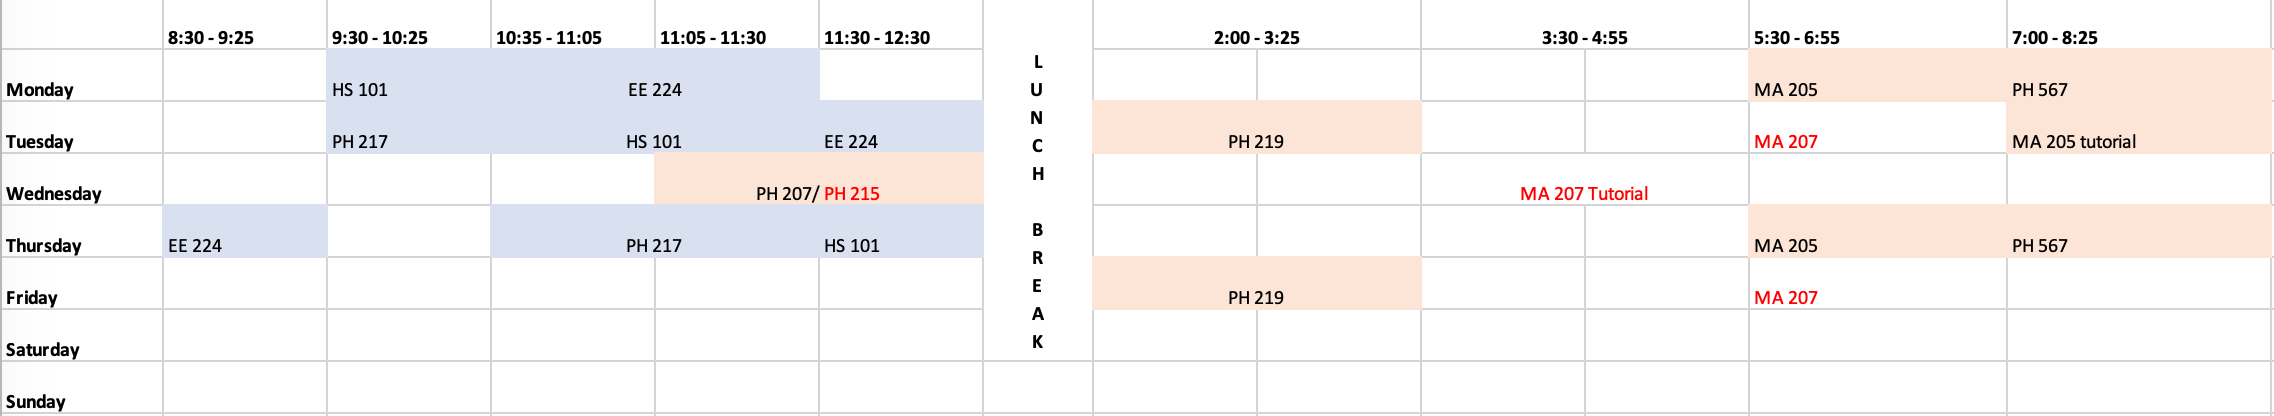 8:30 - 9:25 9:30 - 10:25 10:35 - 11:05 11:05 - 11:30 11:30 - 12:30 2:00 - 3:25 3:30 - 4:55 5:30 - 6:55 7:00 - 8:25
Monday HS 101 EE 224 MA 205 PH 567
Tuesday PH 217 HS 101 EE 224 PH 219 MA 207 MA 205 tutorial
Wednesday PH 207/ PH 215 MA 207 Tutorial
Thursday EE 224 PH 217 HS 101 MA 205 PH 567
Friday PH 219 MA 207
Saturday
Sunday
L
U
N
C
H
B
R
E
A
K